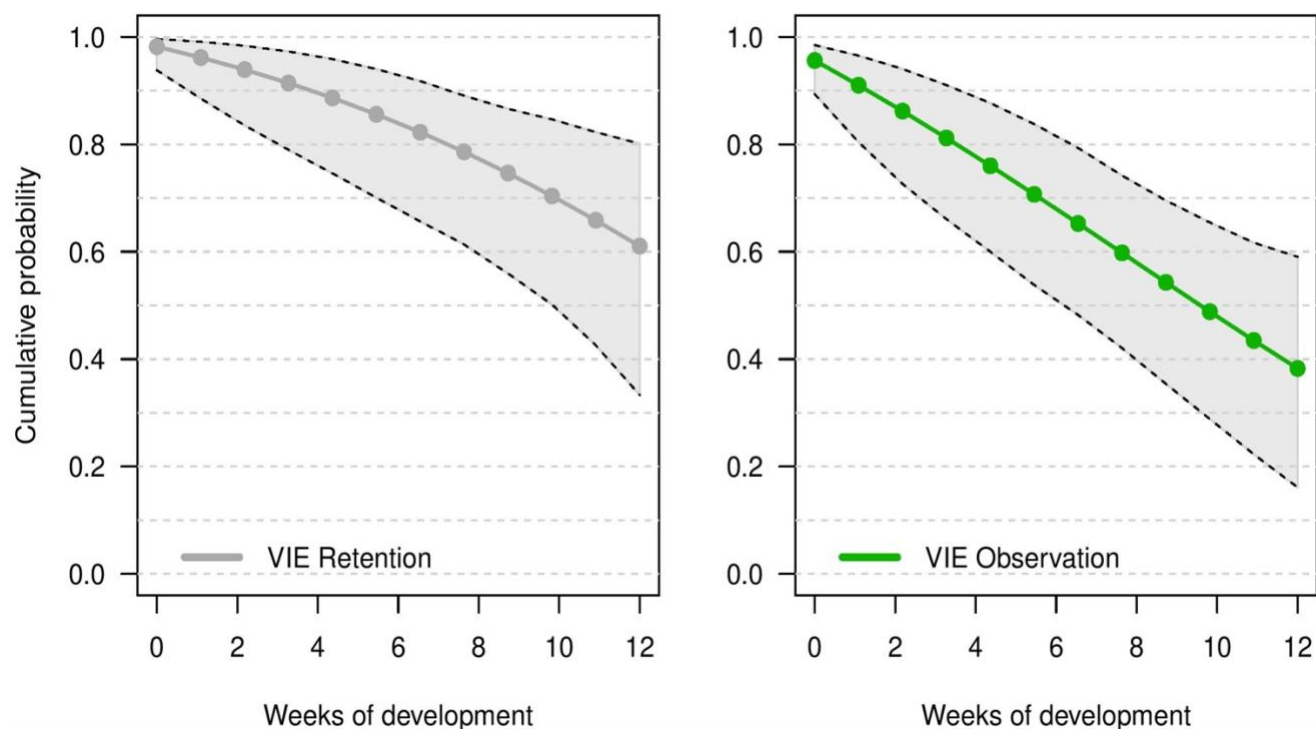 Cumulative probability
1.0
0.8
0.6
0.4
0.2
0.0
VIE Retention
0 2 4 6 8 10 12
Weeks of development
1.0
0.8
0.6
0.4
0.2
0.0
VIE Observation
0 2 4 6 8 10 12
Weeks of development